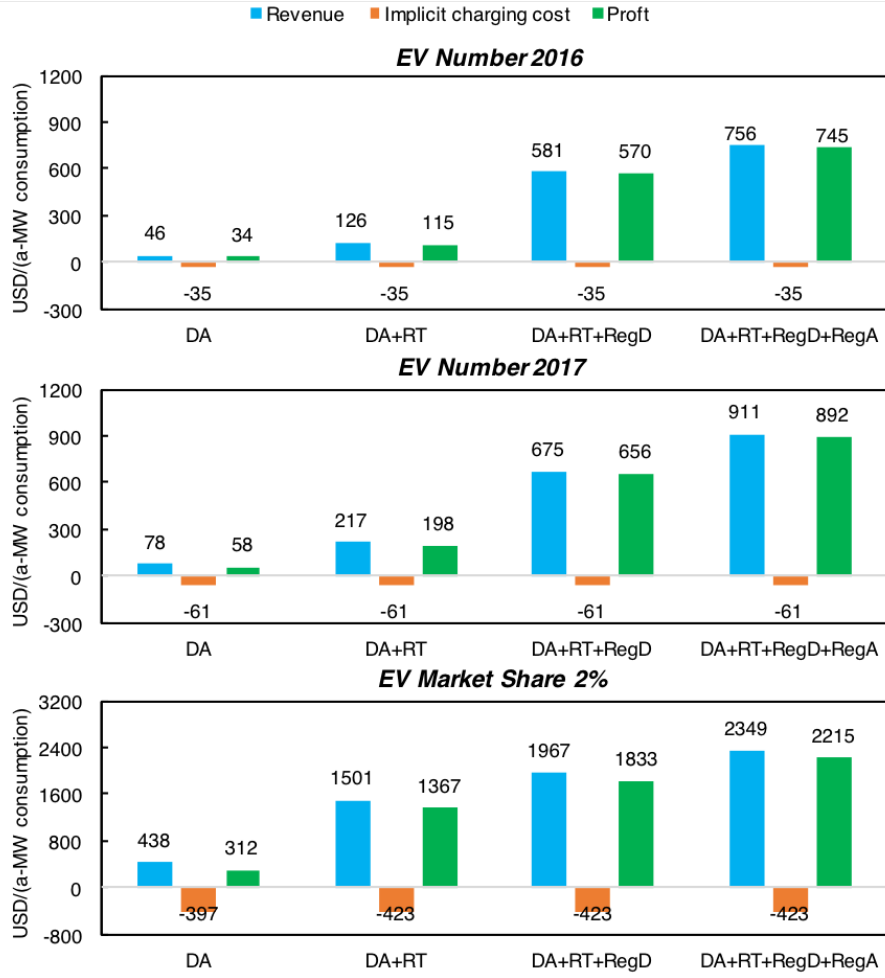 Revenue Implicit charging cost Proft
EV Number 2016
USD/(a-MW consumption)
1200
900
600
300
0
-300
46 34 126 115 581 570 756 745
-35 -35 -35 -35
DA DA+RT DA+RT+RegD DA+RT+RegD+RegA
EV Number 2017
USD/(a-MW consumption)
1200
900
600
300
0
-300
78 58 217 198 675 656 911 892
-61 -61 -61 -61
DA DA+RT DA+RT+RegD DA+RT+RegD+RegA
EV Market Share 2%
USD/(a-MW consumption)
3200
2400
1600
800
0
-800
438 312 1501 1367 1967 1833 2349 2215
-397 -423 -423 -423
DA DA+RT DA+RT+RegD DA+RT+RegD+RegA